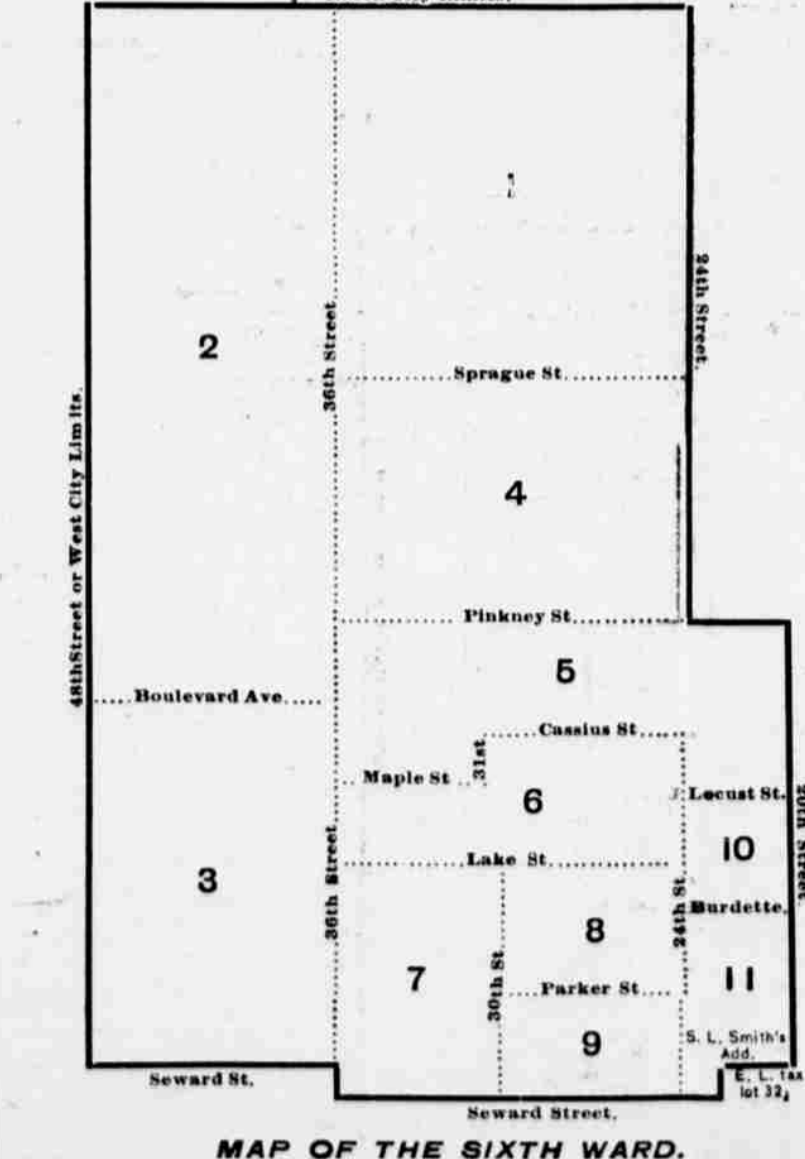 1
24th Street.
2
36th Street
Sprague St.
48th Street or West City Limits.
4
Pinkney St.
5
Boulevard Ave
Cassius St
31st
Maple St
6
Locust St.
20th Street.
10
Lake St.
36th Street
3
24th St.
Burdette.
8
7
30th St.
Parker St
11
9
S. L. Smith's
Add.
E. L. tax
lot 32,
Seward St.
Seward Street.
MAP OF THE SIXTH WARD.